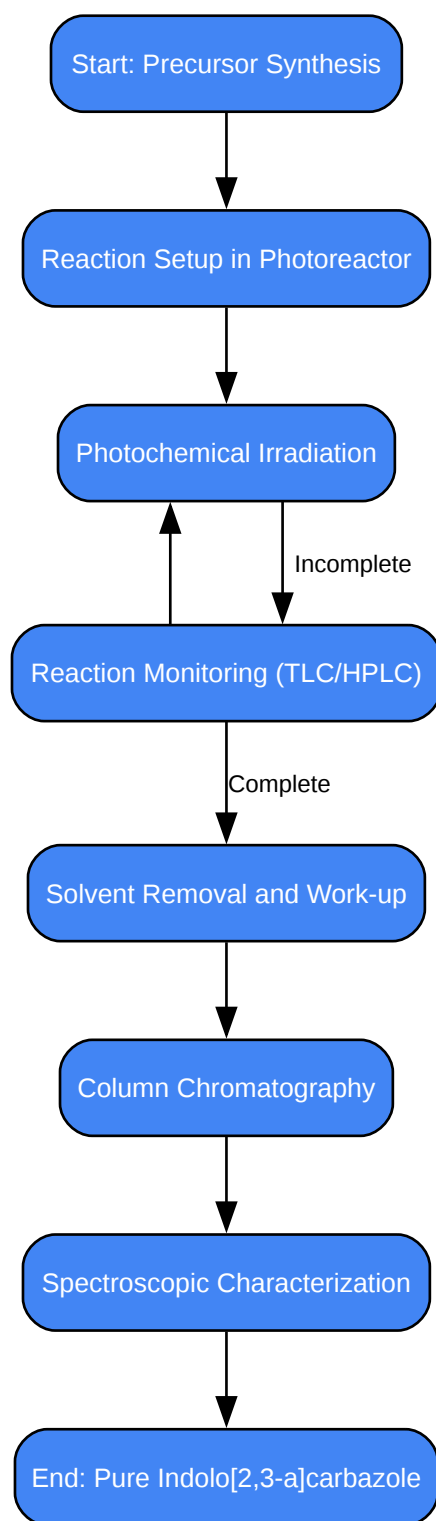 Start: Precursor Synthesis
Reaction Setup in Photoreactor
Photochemical Irradiation
Incomplete
Reaction Monitoring (TLC/HPLC)
Complete
Solvent Removal and Work-up
Column Chromatography
Spectroscopic Characterization
End: Pure Indolo[2,3-a]carbazole